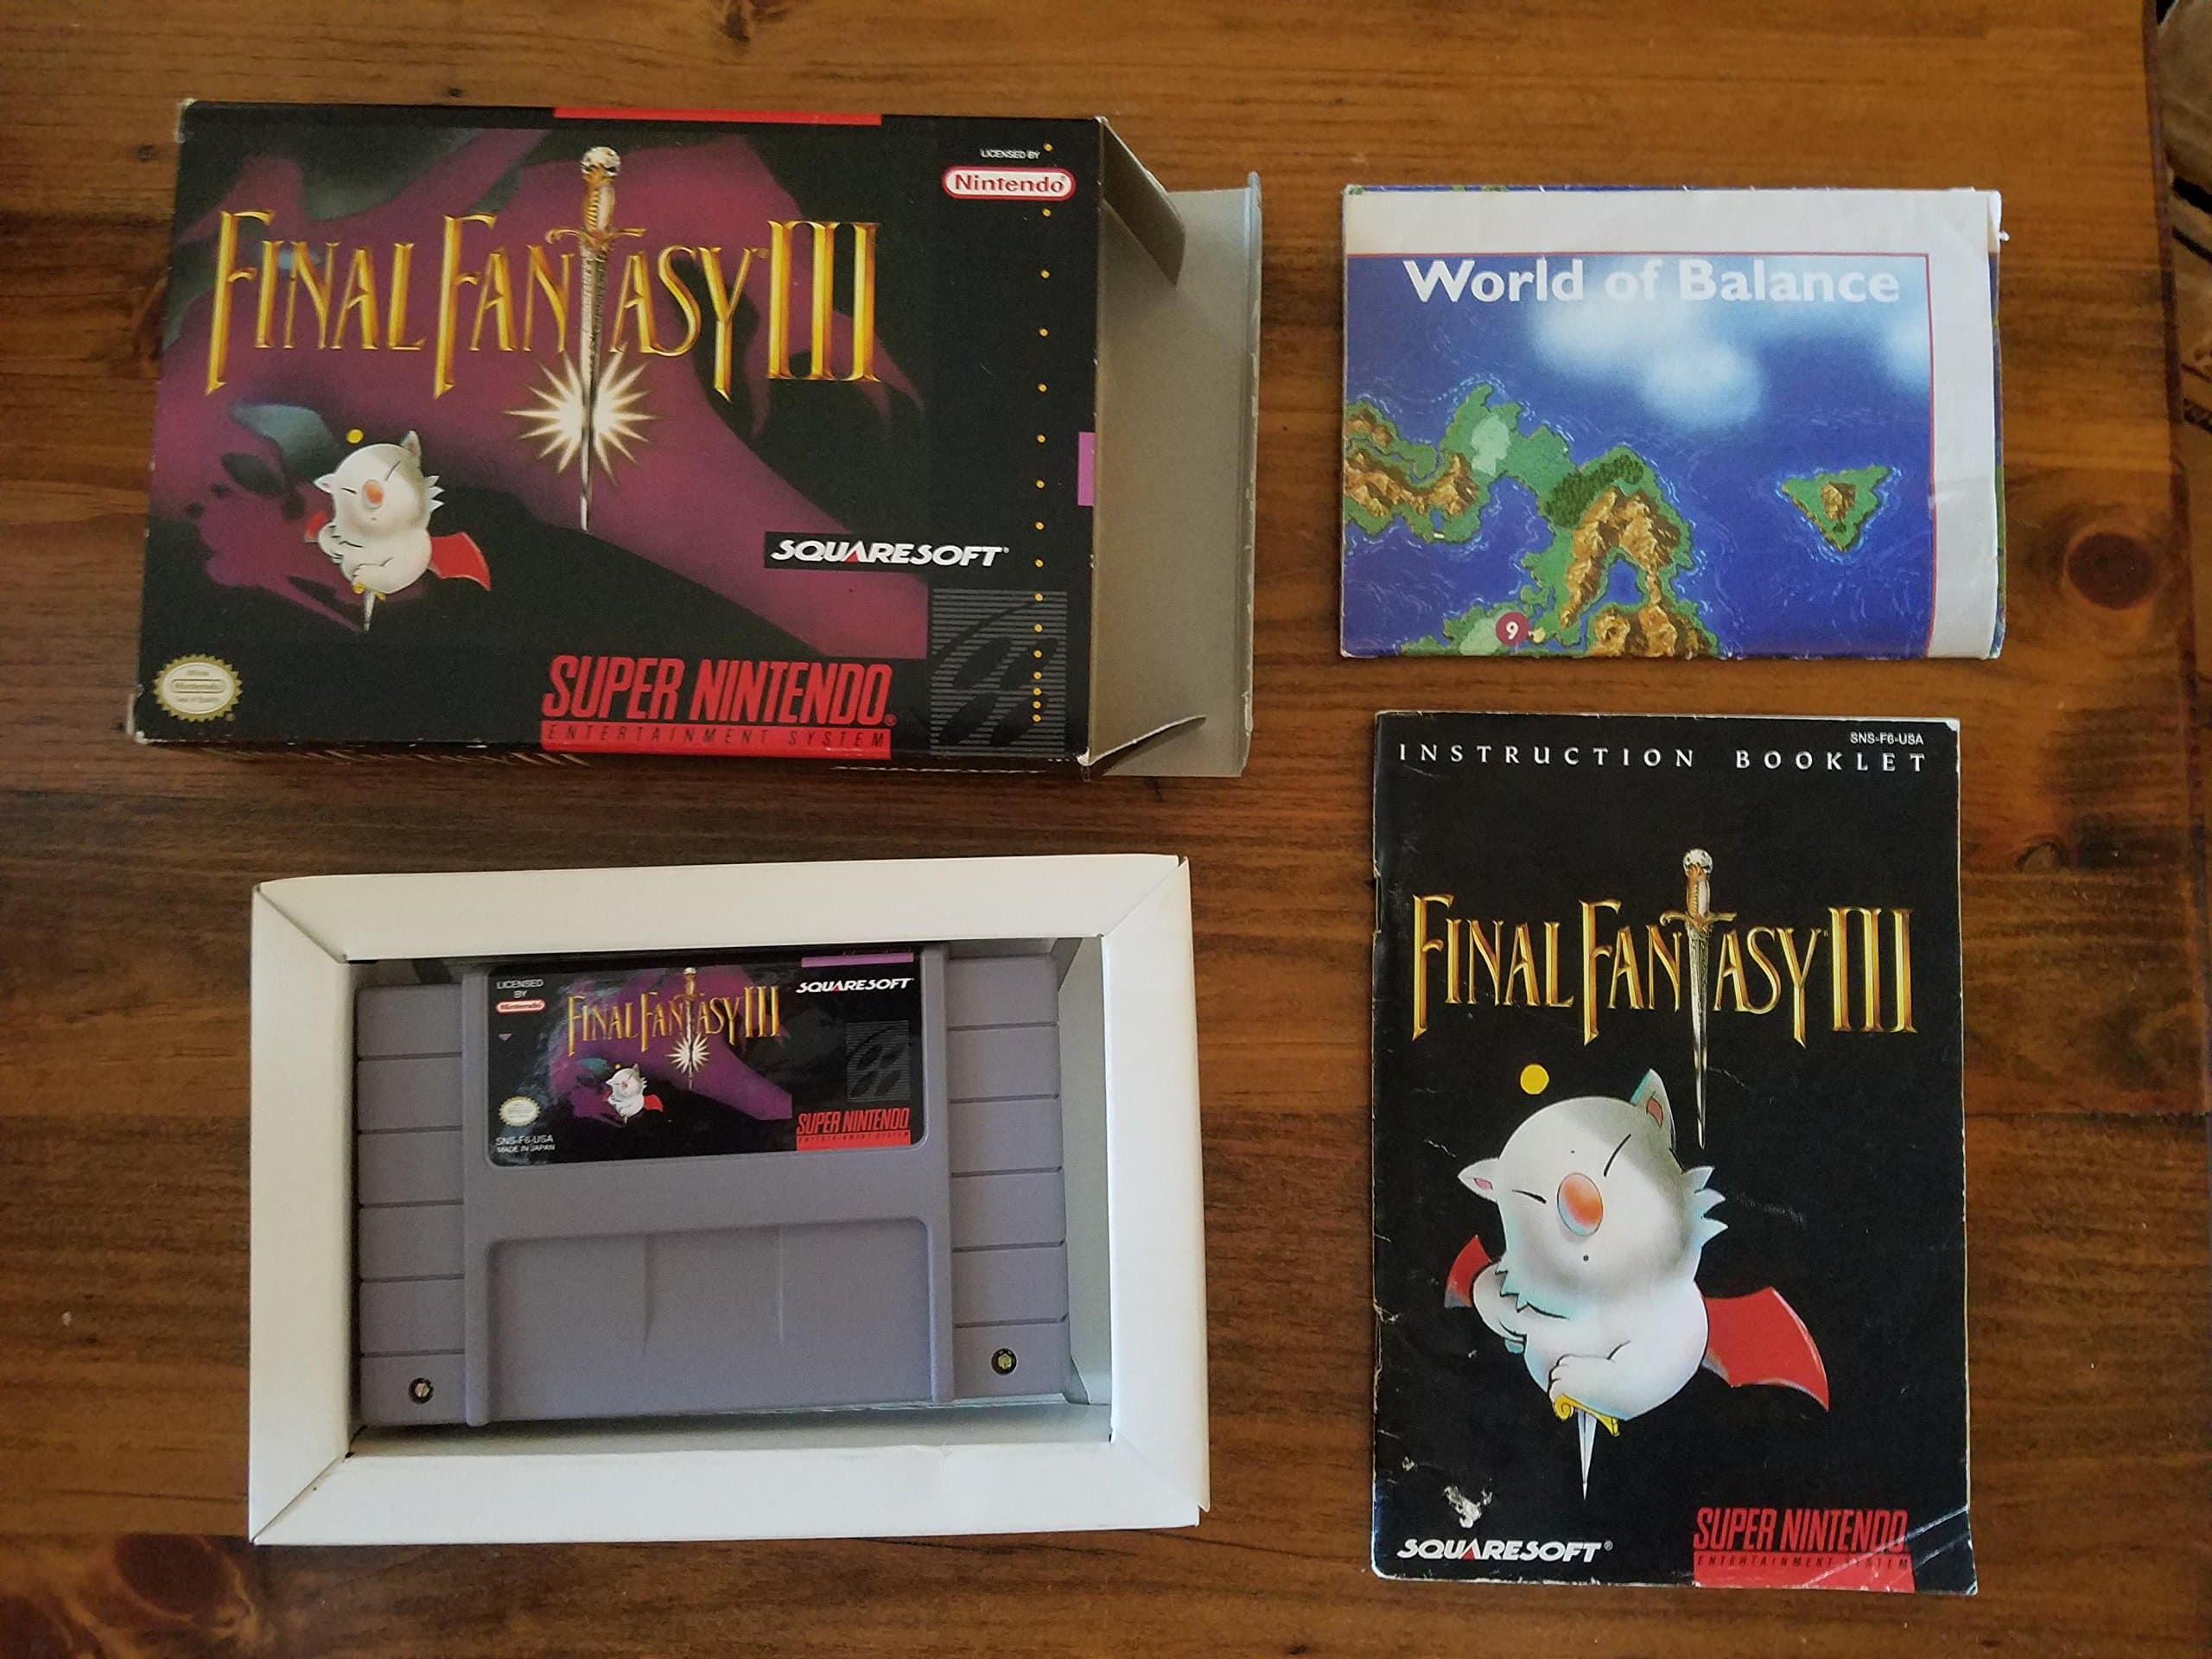 LICENSED BY
Nintendo®
FINAL FANTASY® III
SQUARESOFT®
Nintendo
SUPER NINTENDO®
ENTERTAINMENT SYSTEM
World of Balance
9
SNS-F6-USA
INSTRUCTION BOOKLET
FINAL FANTASY III
SQUARESOFT®
SUPER NINTENDO
ENTERTAINMENT SYSTEM
LICENSED
BY
Nintendo
SQUARESOFT
FINAL FANTASY III
SNS-F6-USA
MADE IN JAPAN
SUPER NINTENDO
ENTERTAINMENT SYSTEM